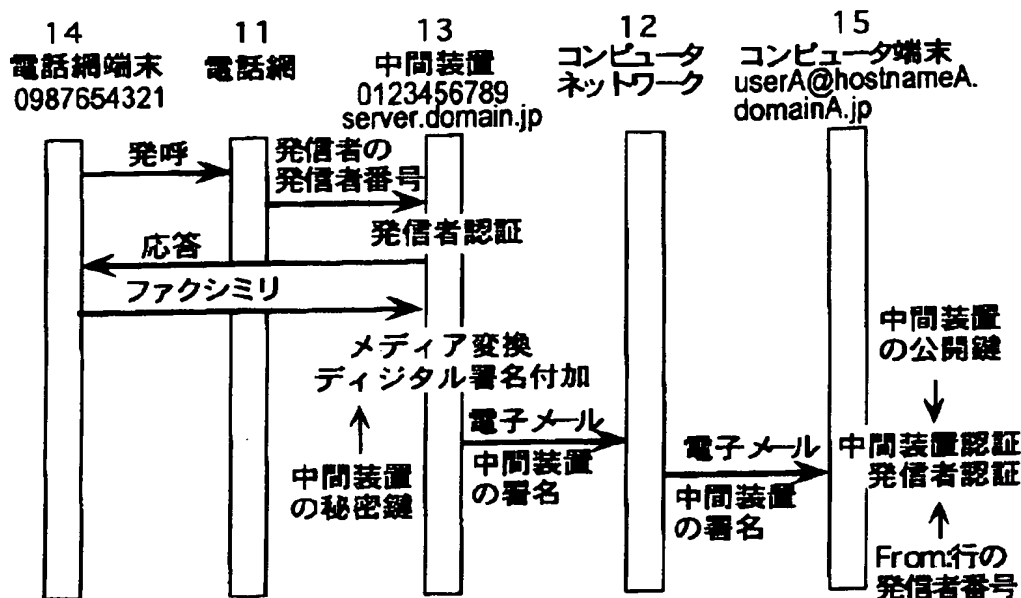 14
電話網端末
0987654321
11
電話網
13
中間装置
0123456789
server.domain.jp
12
コンピュータ
ネットワーク
15
コンピュータ端末
userA@hostnameA.
domainA.jp
発呼
発信者の
発信者番号
発信者認証
応答
ファクシミリ
メディア変換
ディジタル署名付加
中間装置
の秘密鍵
電子メール
中間装置
の署名
電子メール
中間装置
の署名
中間装置
の公開鍵
中間装置認証
発信者認証
From:行の
発信者番号